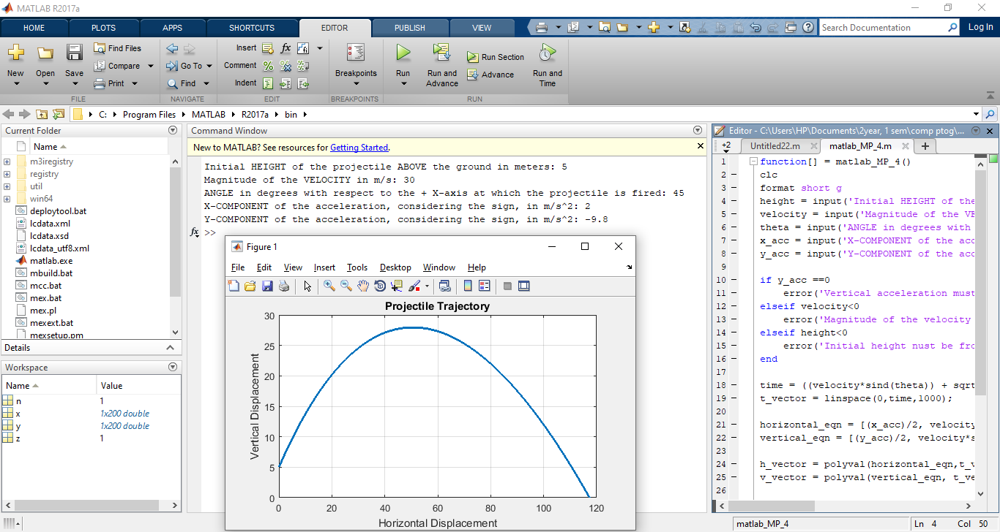 MATLAB R2017a
HOME PLOTS APPS SHORTCUTS EDITOR PUBLISH VIEW Search Documentation Log In
New Open Save Find Files Compare Print
FILE
Go To Find
NAVIGATE
Insert fx
Comment
Indent
EDIT
Breakpoints
BREAKPOINTS
Run Run and Advance Run Section Advance Run and Time
RUN
C: Program Files MATLAB R2017a bin
Current Folder
Name
m3iregistry
registry
util
win64
deploytool.bat
lcdata.xml
lcdata.xsd
lcdata_utf8.xml
matlab.exe
mbuild.bat
mcc.bat
mex.bat
mex.pl
mexext.bat
mexsetup.pm
Details
Workspace
Name Value
n 1
x 1x200 double
y 1x200 double
z 1
Command Window
New to MATLAB? See resources for Getting Started.
Initial HEIGHT of the projectile ABOVE the ground in meters: 5
Magnitude of the VELOCITY in m/s: 30
ANGLE in degrees with respect to the + X-axis at which the projectile is fired: 45
X-COMPONENT of the acceleration, considering the sign, in m/s^2: 2
Y-COMPONENT of the acceleration, considering the sign, in m/s^2: -9.8
fx >>
Figure 1
File Edit View Insert Tools Desktop Window Help
Projectile Trajectory
30
25
20
15
10
5
0
Vertical Displacement
0 20 40 60 80 100 120
Horizontal Displacement
Editor - C:\Users\HP\Documents\2year, 1 sem\comp ptog\...
+2 Untitled22.m matlab_MP_4.m +
1 function[] = matlab_MP_4()
2 – clc
3 – format short g
4 – height = input('Initial HEIGHT of the
5 – velocity = input('Magnitude of the VE
6 – theta = input('ANGLE in degrees with
7 – x_acc = input('X-COMPONENT of the acc
8 – y_acc = input('Y-COMPONENT of the acc
9
10 – if y_acc ==0
11 – error('Vertical acceleration must
12 – elseif velocity<0
13 – error('Magnitude of the velocity
14 – elseif height<0
15 – error('Initial height nust be fro
16 – end
17
18 – time = ((velocity*sind(theta)) + sqrt
19 – t_vector = linspace(0,time,1000);
20
21 – horizontal_eqn = [(x_acc)/2, velocity
22 – vertical_eqn = [(y_acc)/2, velocity*s
23
24 – h_vector = polyval(horizontal_eqn,t_v
25 – v_vector = polyval(vertical_eqn, t_ve
26
matlab_MP_4 Ln 4 Col 50